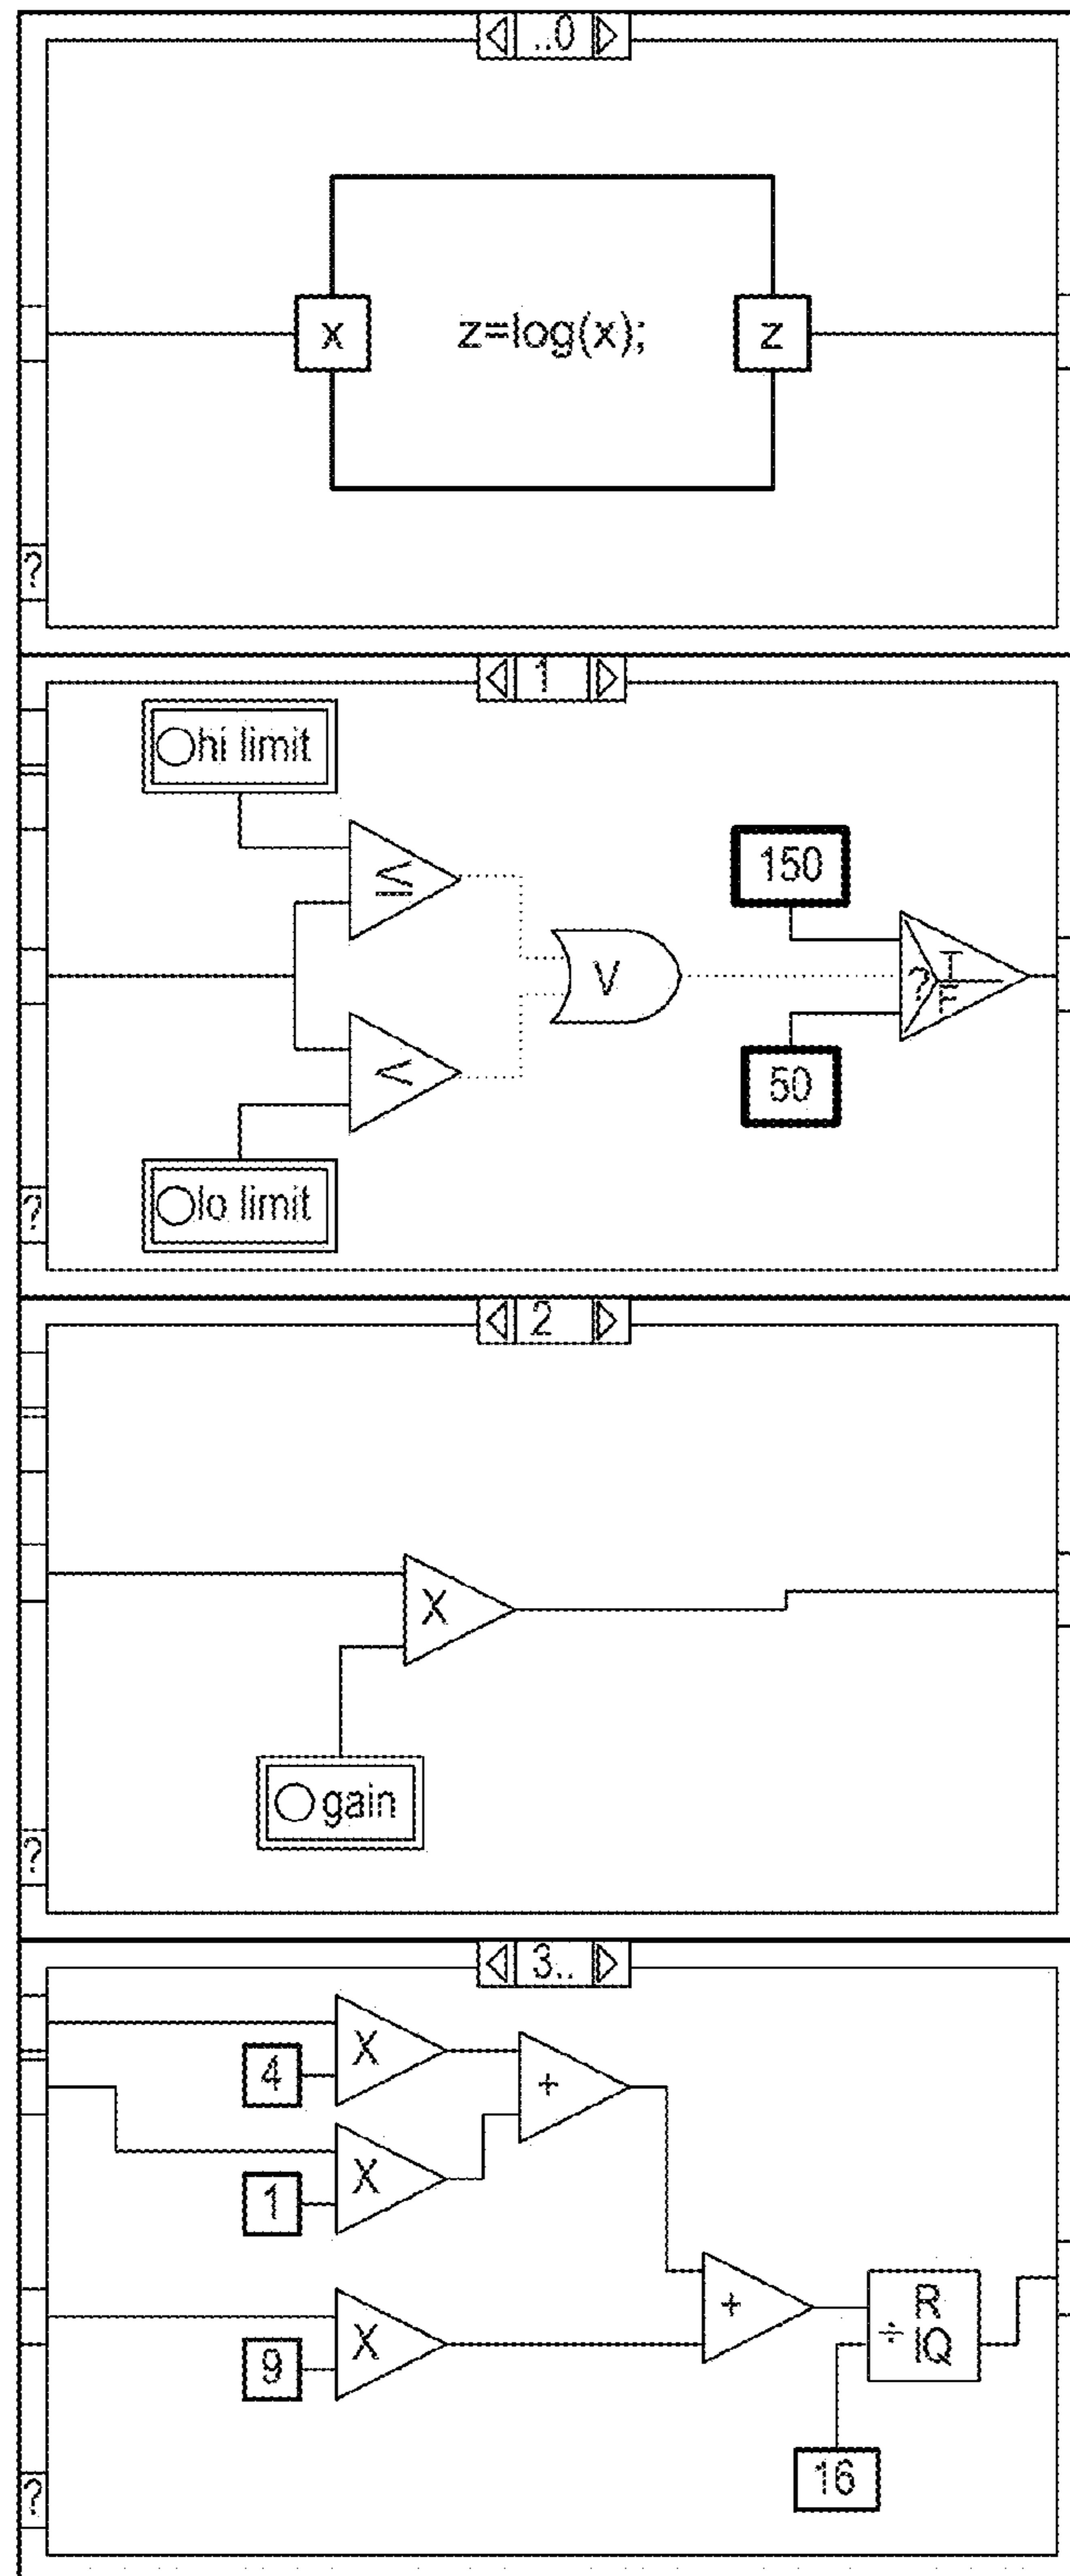 ..0
x
z=log(x);
z
?
1
hi limit
≤
150
V
? T
F
<
50
lo limit
?
2
X
gain
?
3..
X
4
+
X
1
+
R
÷ IQ
X
9
16
?